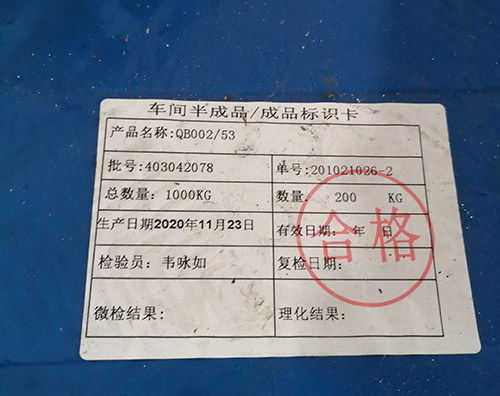 车间半成品/成品标识卡
产品名称:QB002/53
批号:403042078 单号:201021026-2
总数量: 1000KG 数量: 200 KG
生产日期2020年11月23日 有效日期: 年 日
检验员: 韦咏如 复检日期:
微检结果: 理化结果:
合格